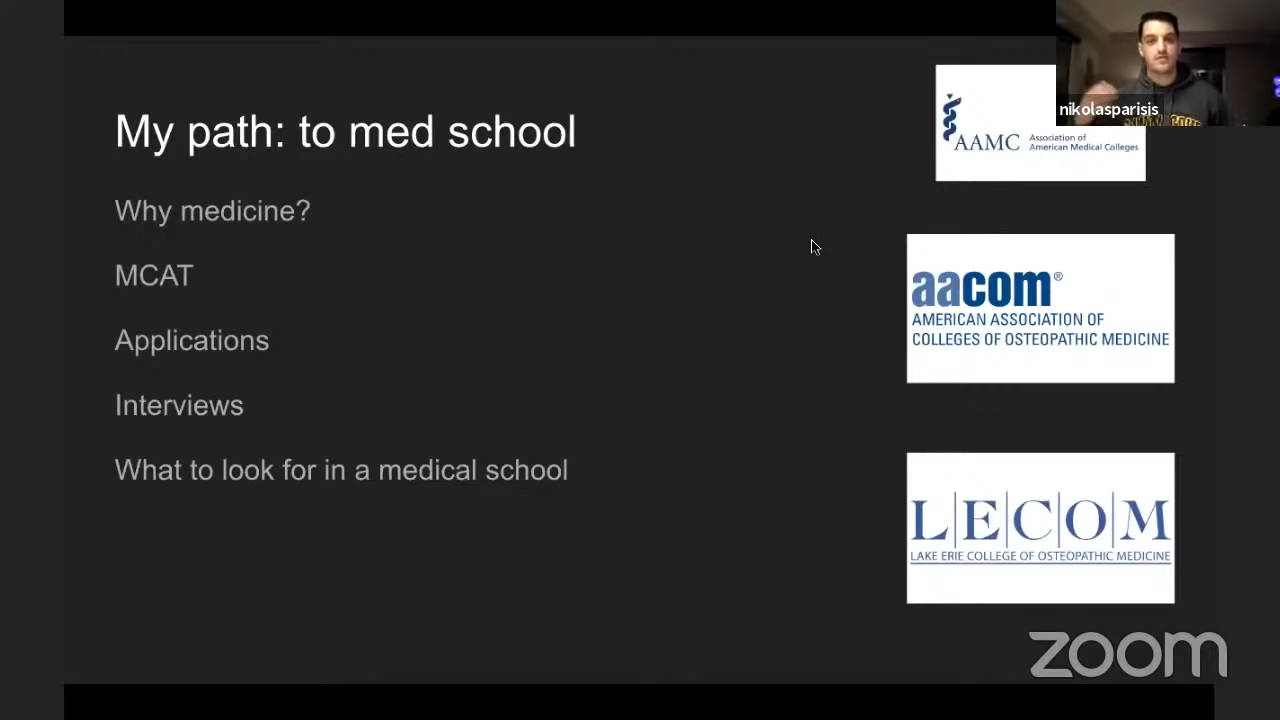 My path: to med school
Why medicine?
MCAT
Applications
Interviews
What to look for in a medical school
nikolasparisis
AAMC
Association of
American Medical Colleges
aacom®
AMERICAN ASSOCIATION OF
COLLEGES OF OSTEOPATHIC MEDICINE
L|E|C|O|M
LAKE ERIE COLLEGE OF OSTEOPATHIC MEDICINE
zoom